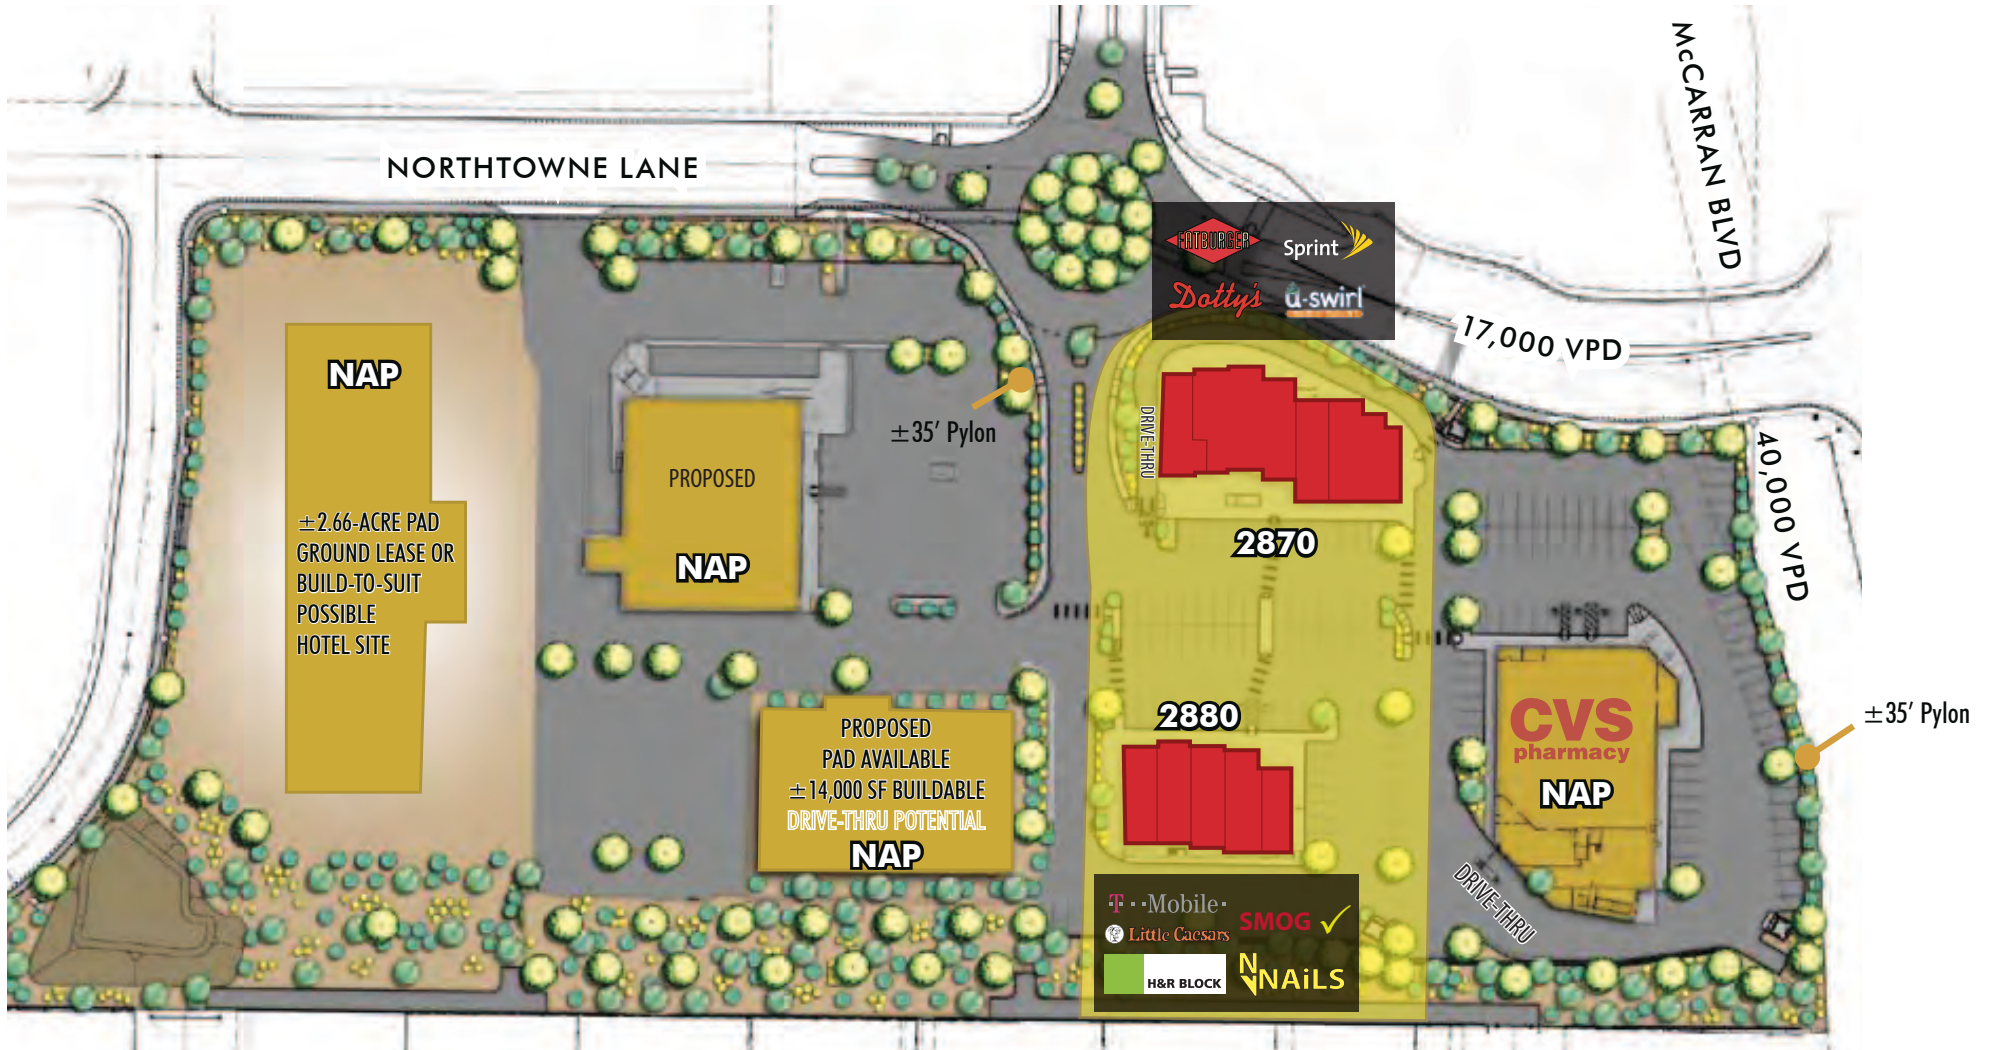 McCARRAN BLVD
NORTHTOWNE LANE
FATBURGER
Sprint
Dotty's
u-swirl
17,000 VPD
NAP
±35' Pylon
DRIVE-THRU
40,000 VPD
PROPOSED
NAP
±2.66-ACRE PAD
GROUND LEASE OR
BUILD-TO-SUIT
POSSIBLE
HOTEL SITE
2870
2880
PROPOSED
PAD AVAILABLE
±14,000 SF BUILDABLE
DRIVE-THRU POTENTIAL
NAP
CVS
pharmacy
NAP
±35' Pylon
DRIVE-THRU
T-Mobile
SMOG
Little Caesars
H&R BLOCK
NNAiLS